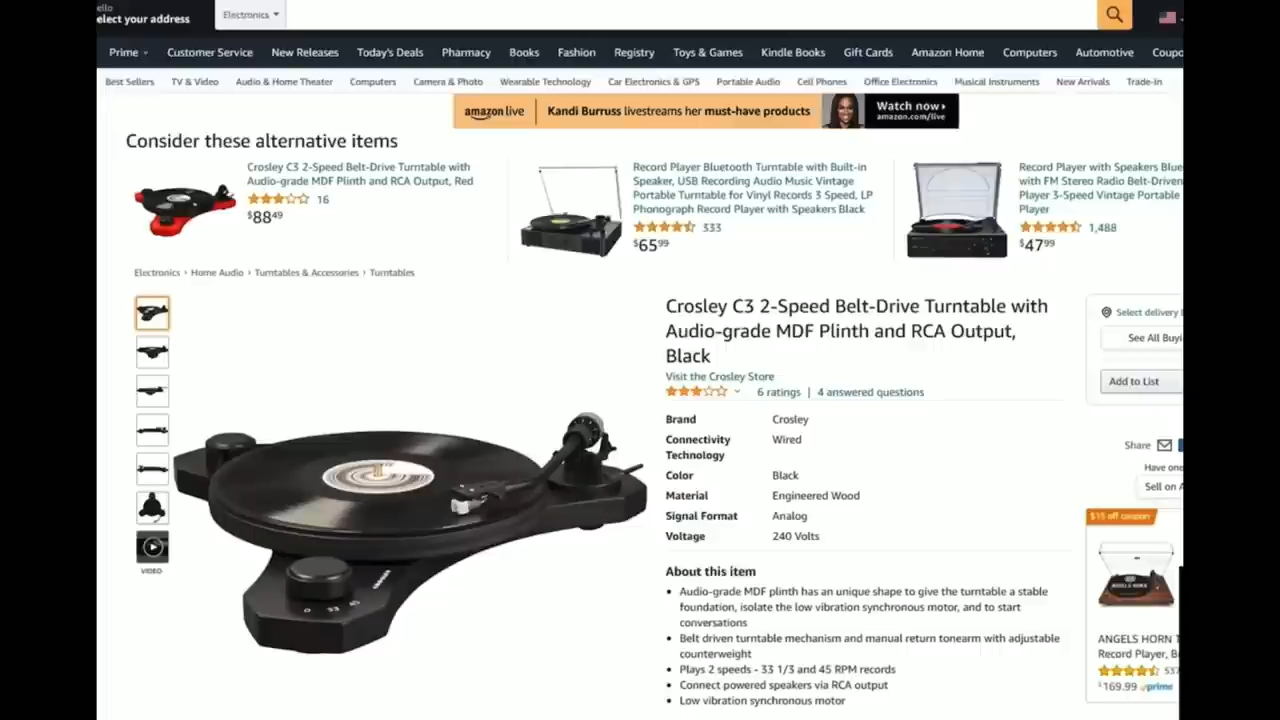 ello
elect your address
Electronics
Prime
Customer Service
New Releases
Today's Deals
Pharmacy
Books
Fashion
Registry
Toys & Games
Kindle Books
Gift Cards
Amazon Home
Computers
Automotive
Coupo
Best Sellers
TV & Video
Audio & Home Theater
Computers
Camera & Photo
Wearable Technology
Car Electronics & GPS
Portable Audio
Cell Phones
Office Electronics
Musical Instruments
New Arrivals
Trade-In
amazon live
Kandi Burruss livestreams her must-have products
Watch now
amazon.com/live
Consider these alternative items
Crosley C3 2-Speed Belt-Drive Turntable with
Audio-grade MDF Plinth and RCA Output, Red
16
$88.49
Record Player Bluetooth Turntable with Built-in
Speaker, USB Recording Audio Music Vintage
Portable Turntable for Vinyl Records 3 Speed, LP
Phonograph Record Player with Speakers Black
333
$65.99
Record Player with Speakers Blue
with FM Stereo Radio Belt-Driven
Player 3-Speed Vintage Portable
Player
1,488
$47.99
Electronics › Home Audio › Turntables & Accessories › Turntables
VIDEO
0 33 45
Crosley C3 2-Speed Belt-Drive Turntable with
Audio-grade MDF Plinth and RCA Output,
Black
Visit the Crosley Store
6 ratings | 4 answered questions
Brand Crosley
Connectivity Wired
Technology
Color Black
Material Engineered Wood
Signal Format Analog
Voltage 240 Volts
About this item
• Audio-grade MDF plinth has an unique shape to give the turntable a stable
foundation, isolate the low vibration synchronous motor, and to start
conversations
• Belt driven turntable mechanism and manual return tonearm with adjustable
counterweight
• Plays 2 speeds - 33 1/3 and 45 RPM records
• Connect powered speakers via RCA output
• Low vibration synchronous motor
Select delivery l
See All Buyi
Add to List
Share
Have one
Sell on A
$15 off coupon
ANGELS HORN
ANGELS HORN T
Record Player, B
537
$169.99 prime